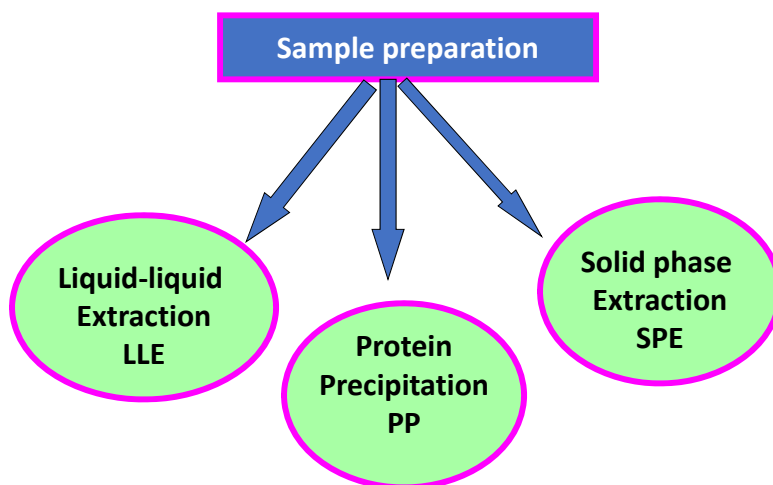 Sample preparation
Liquid-liquid
Extraction
LLE
Protein
Precipitation
PP
Solid phase
Extraction
SPE